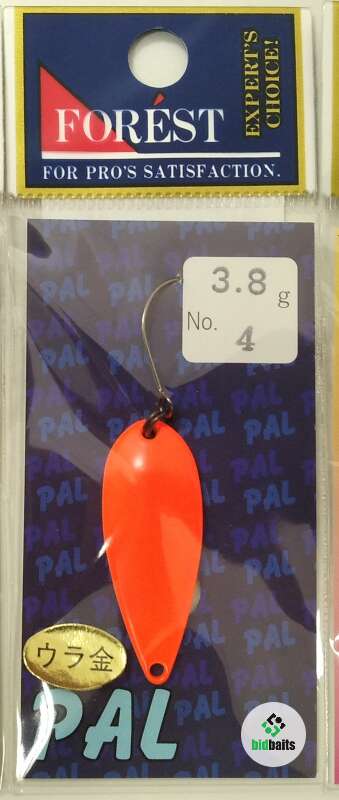 FORÉST
EXPERT'S
CHOICE!
FOR PRO'S SATISFACTION.
3.8 g
No. 4
ウラ金
PAL
bidbaits